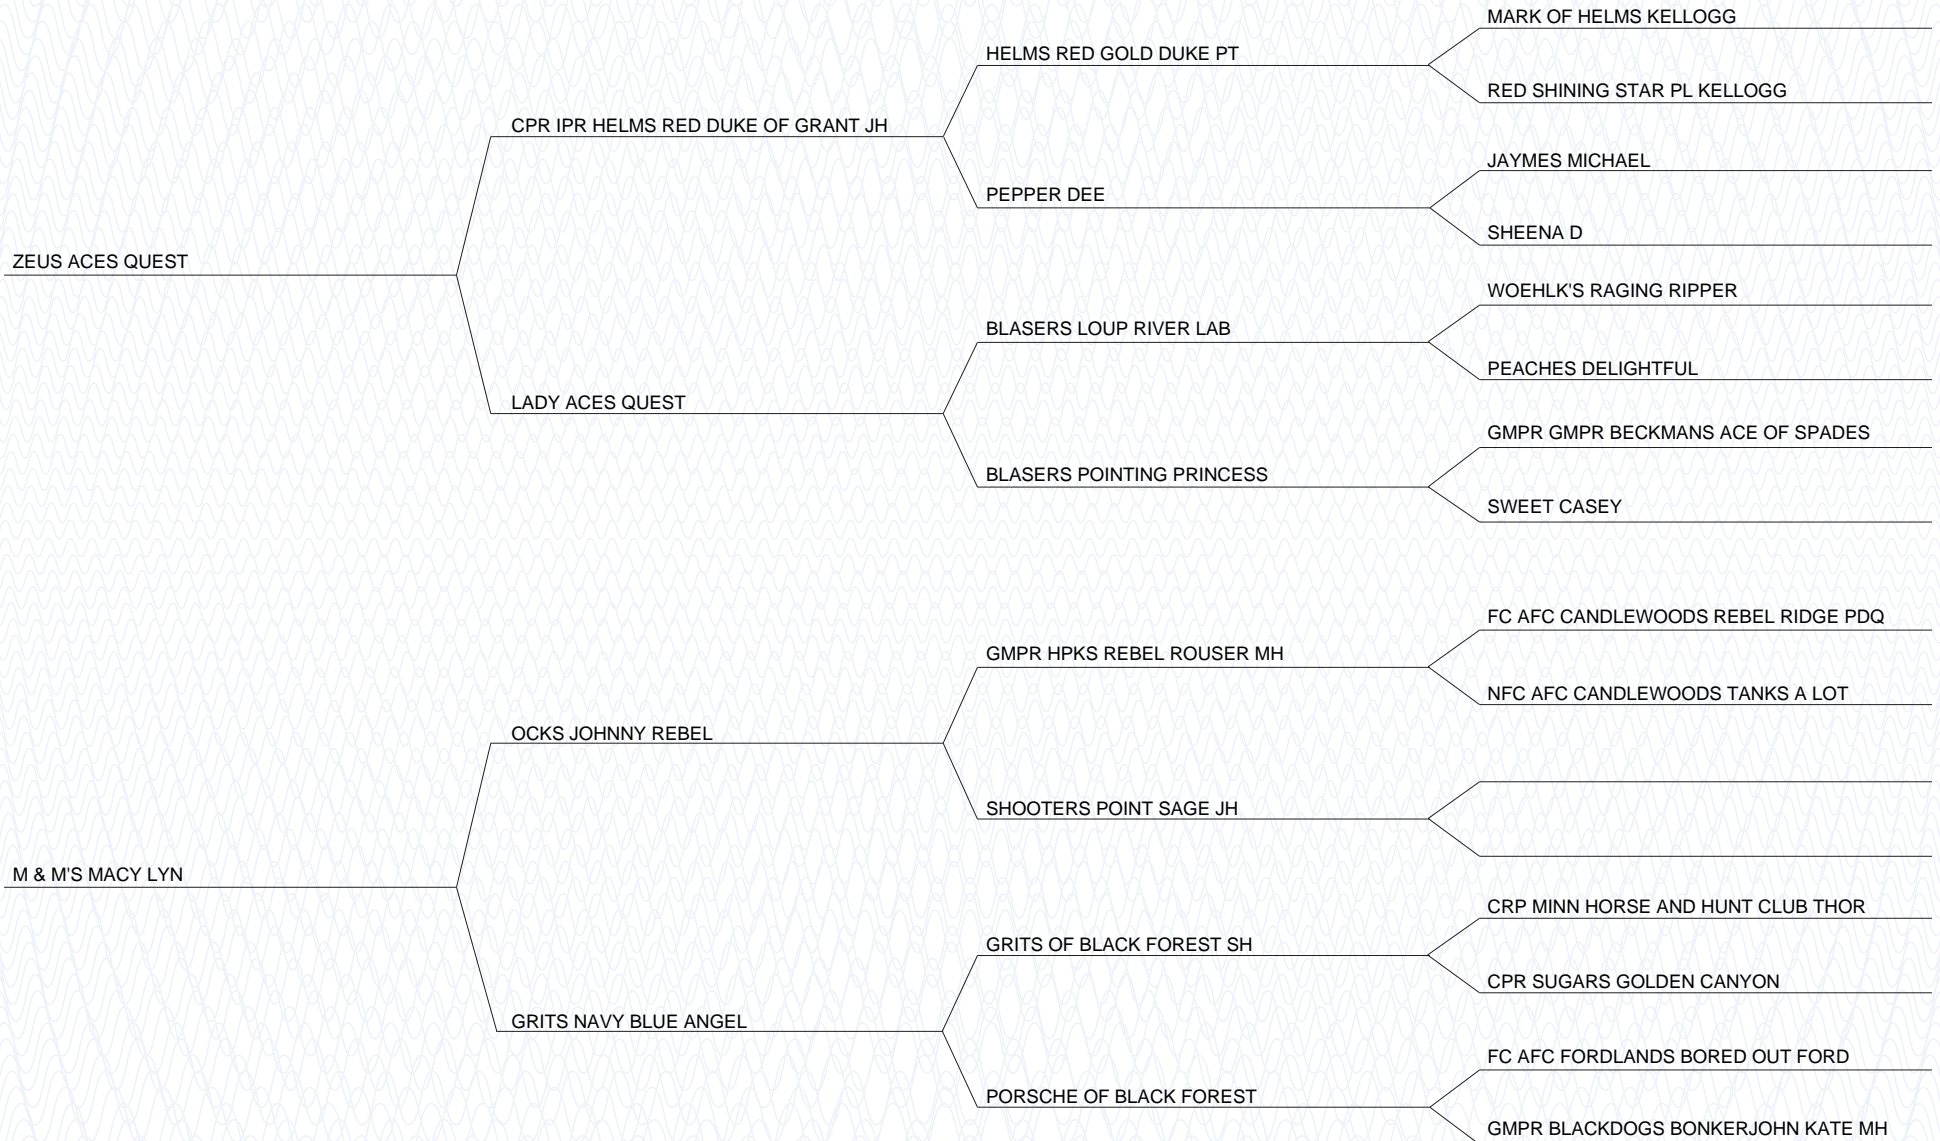 MARK OF HELMS KELLOGG
HELMS RED GOLD DUKE PT
RED SHINING STAR PL KELLOGG
CPR IPR HELMS RED DUKE OF GRANT JH
JAYMES MICHAEL
PEPPER DEE
SHEENA D
ZEUS ACES QUEST
WOEHLK'S RAGING RIPPER
BLASERS LOUP RIVER LAB
PEACHES DELIGHTFUL
LADY ACES QUEST
GMPR GMPR BECKMANS ACE OF SPADES
BLASERS POINTING PRINCESS
SWEET CASEY
FC AFC CANDLEWOODS REBEL RIDGE PDQ
GMPR HPKS REBEL ROUSER MH
NFC AFC CANDLEWOODS TANKS A LOT
OCKS JOHNNY REBEL
SHOOTERS POINT SAGE JH
M & M'S MACY LYN
CRP MINN HORSE AND HUNT CLUB THOR
GRITS OF BLACK FOREST SH
CPR SUGARS GOLDEN CANYON
GRITS NAVY BLUE ANGEL
FC AFC FORDLANDS BORED OUT FORD
PORSCHE OF BLACK FOREST
GMPR BLACKDOGS BONKERJOHN KATE MH